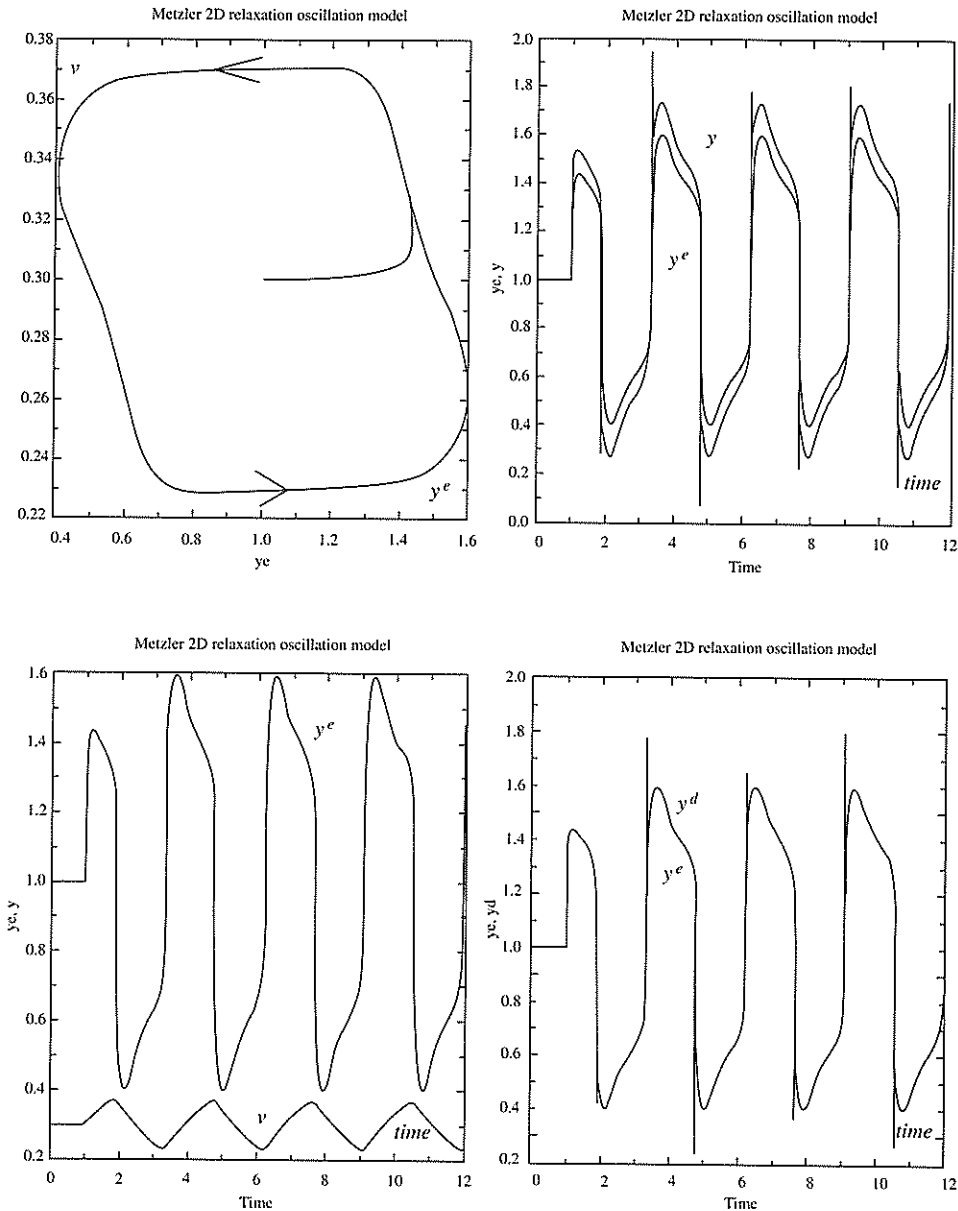 Metzler 2D relaxation oscillation model
0.38
0.36
0.34
0.32
0.30
0.28
0.26
0.24
0.22
v
y^e
0.4 0.6 0.8 1.0 1.2 1.4 1.6
ye
Metzler 2D relaxation oscillation model
2.0
1.8
1.6
1.4
1.2
1.0
0.8
0.6
0.4
0.2
0.0
ye, y
y
y^e
time
0 2 4 6 8 10 12
Time
Metzler 2D relaxation oscillation model
1.6
1.4
1.2
1.0
0.8
0.6
0.4
0.2
ye, y
y^e
v
time
0 2 4 6 8 10 12
Time
Metzler 2D relaxation oscillation model
2.0
1.8
1.6
1.4
1.2
1.0
0.8
0.6
0.4
0.2
ye, yd
y^d
y^e
time
0 2 4 6 8 10 12
Time